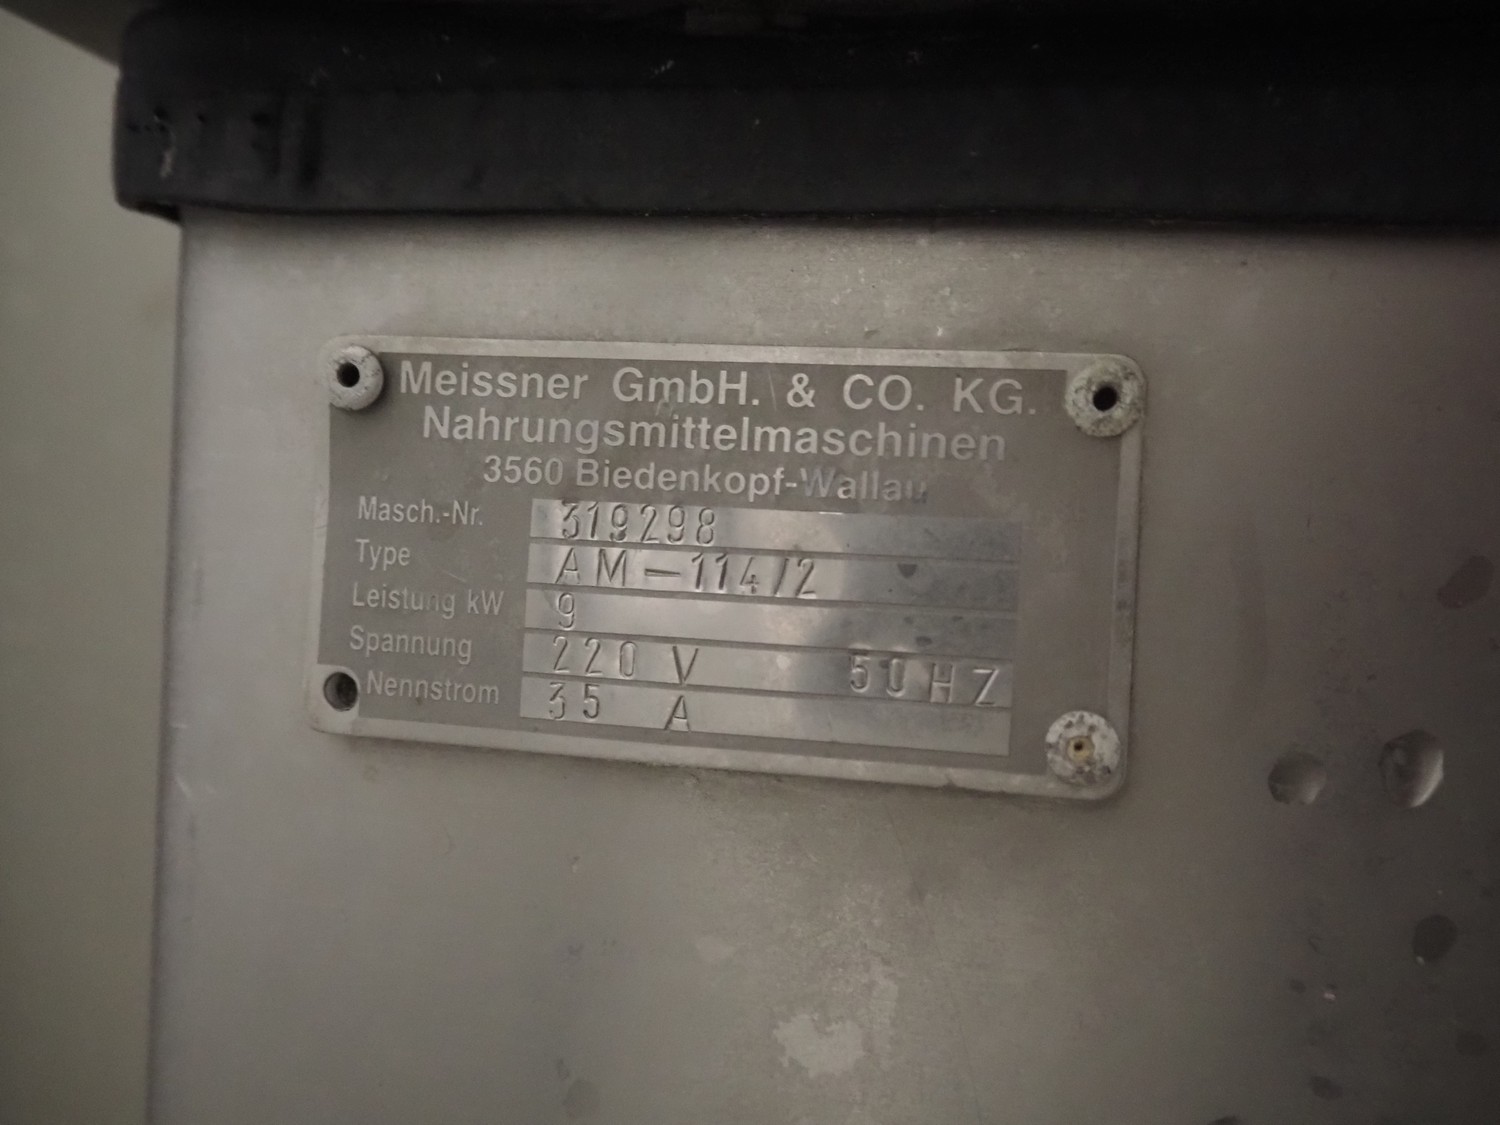 Meissner GmbH. & CO. KG.
Nahrungsmittelmaschinen
3560 Biedenkopf-Wallau
Masch.-Nr. 319298
Type AM-114/2
Leistung kW 9
Spannung 220 V 50 HZ
Nennstrom 35 A